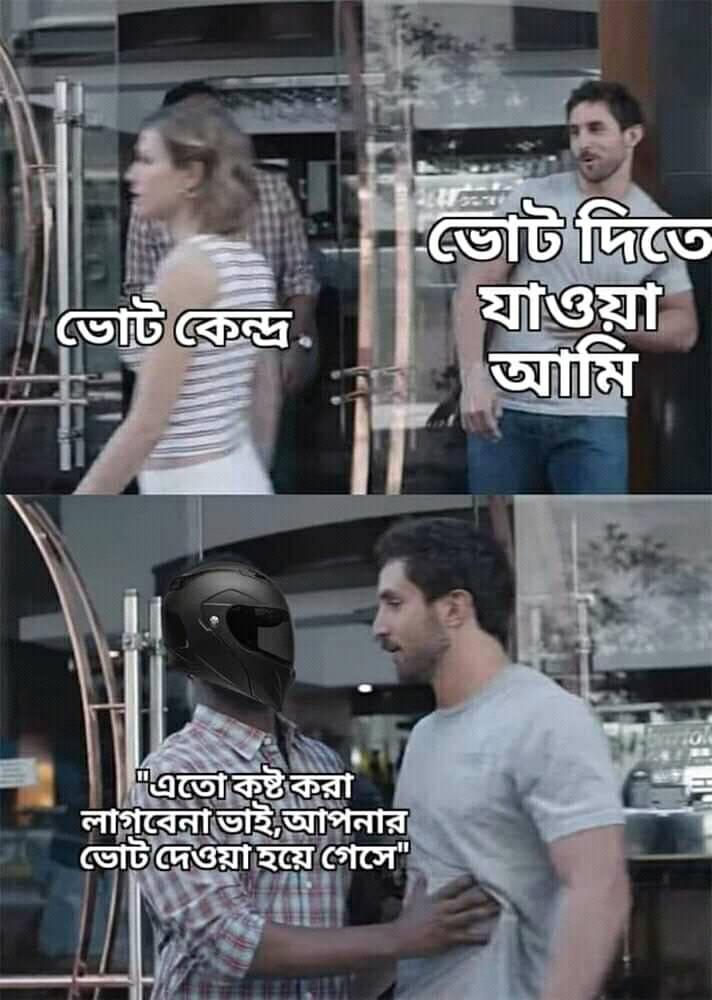 ভোট কেন্দ্র
ভোট দিতে
যাওয়া
আমি
"এতো কষ্ট করা
লাগবেনা ভাই,আপনার
ভোট দেওয়া হয়ে গেসে"